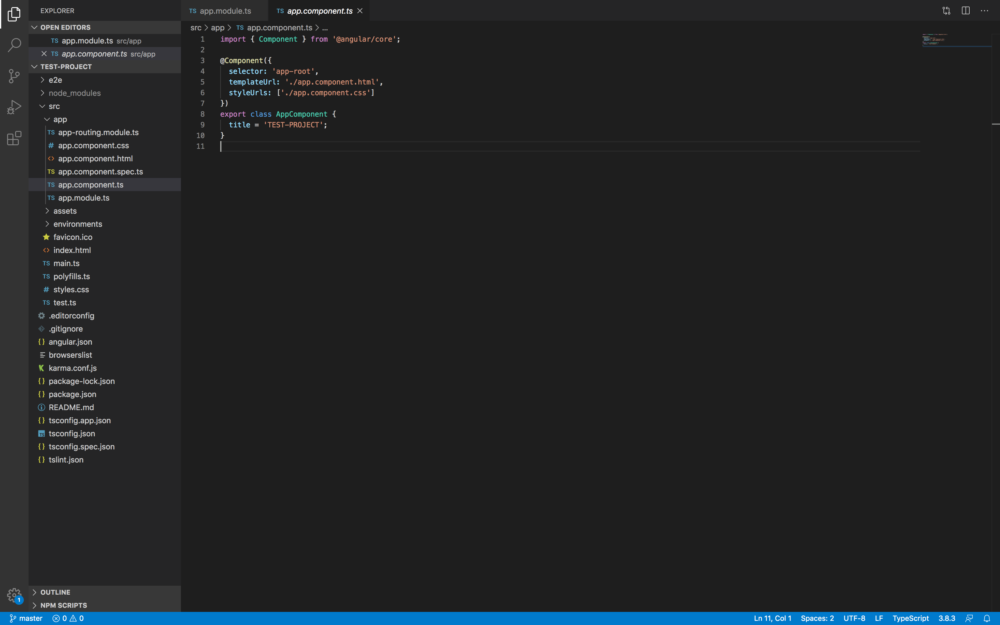 EXPLORER
OPEN EDITORS
TS app.module.ts src/app
TS app.component.ts src/app
TEST-PROJECT
e2e
node_modules
src
app
TS app-routing.module.ts
# app.component.css
<> app.component.html
TS app.component.spec.ts
TS app.component.ts
TS app.module.ts
assets
environments
favicon.ico
<> index.html
TS main.ts
TS polyfills.ts
# styles.css
TS test.ts
.editorconfig
.gitignore
{} angular.json
browserslist
karma.conf.js
{} package-lock.json
{} package.json
README.md
{} tsconfig.app.json
TS tsconfig.json
{} tsconfig.spec.json
{} tslint.json
OUTLINE
NPM SCRIPTS
1
TS app.module.ts
TS app.component.ts
src > app > TS app.component.ts > ...
1 import { Component } from '@angular/core';
2
3 @Component({
4 selector: 'app-root',
5 templateUrl: './app.component.html',
6 styleUrls: ['./app.component.css']
7 })
8 export class AppComponent {
9 title = 'TEST-PROJECT';
10 }
11
master 0 0
Ln 11, Col 1 Spaces: 2 UTF-8 LF TypeScript 3.8.3